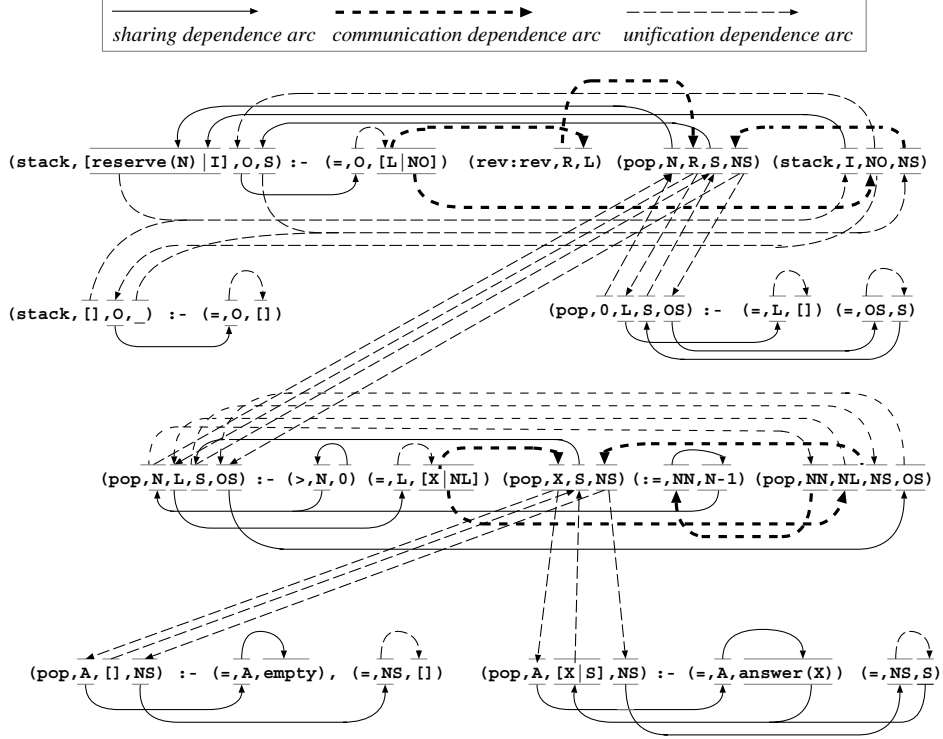 sharing dependence arc communication dependence arc unification dependence arc
(stack,[reserve(N)|I],O,S) :- (=,O,[L|NO]) (rev:rev,R,L) (pop,N,R,S,NS) (stack,I,NO,NS)
(stack,[],O,_) :- (=,O,[]) (pop,0,L,S,OS) :- (=,L,[]) (=,OS,S)
(pop,N,L,S,OS) :- (>,N,0) (=,L,[X|NL]) (pop,X,S,NS) (:=,NN,N-1) (pop,NN,NL,NS,OS)
(pop,A,[],NS) :- (=,A,empty), (=,NS,[]) (pop,A,[X|S],NS) :- (=,A,answer(X)) (=,NS,S)